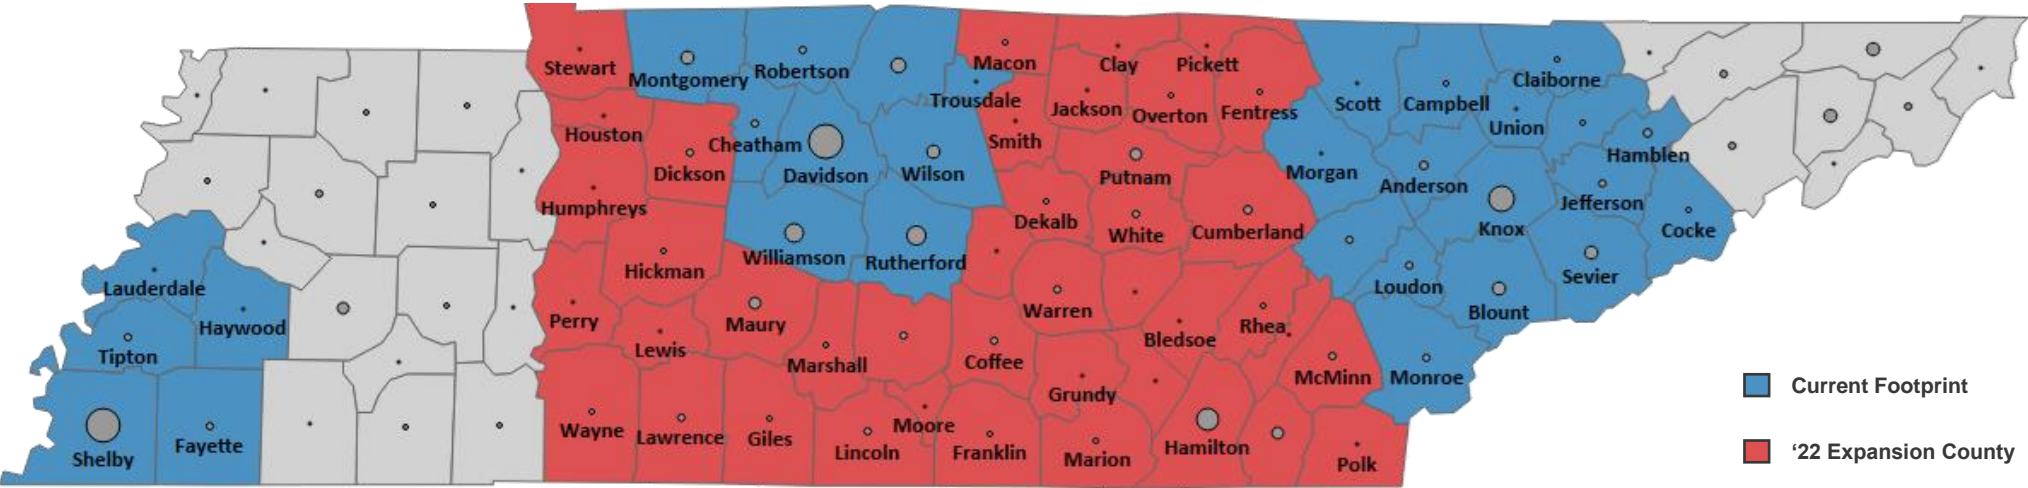 Stewart
Montgomery
Robertson
Macon
Clay
Pickett
Scott
Campbell
Claiborne
Houston
Dickson
Cheatham
Davidson
Wilson
Trousdale
Smith
Jackson
Overton
Fentress
Union
Morgan
Anderson
Hamblen
Humphreys
Putnam
Dekalb
White
Cumberland
Knox
Jefferson
Cocke
Lauderdale
Haywood
Hickman
Williamson
Rutherford
Loudon
Sevier
Blount
Tipton
Perry
Lewis
Maury
Marshall
Coffee
Warren
Bledsoe
Rhea
McMinn
Monroe
Grundy
Shelby
Fayette
Wayne
Lawrence
Giles
Lincoln
Moore
Franklin
Marion
Hamilton
Polk
Current Footprint
‘22 Expansion County